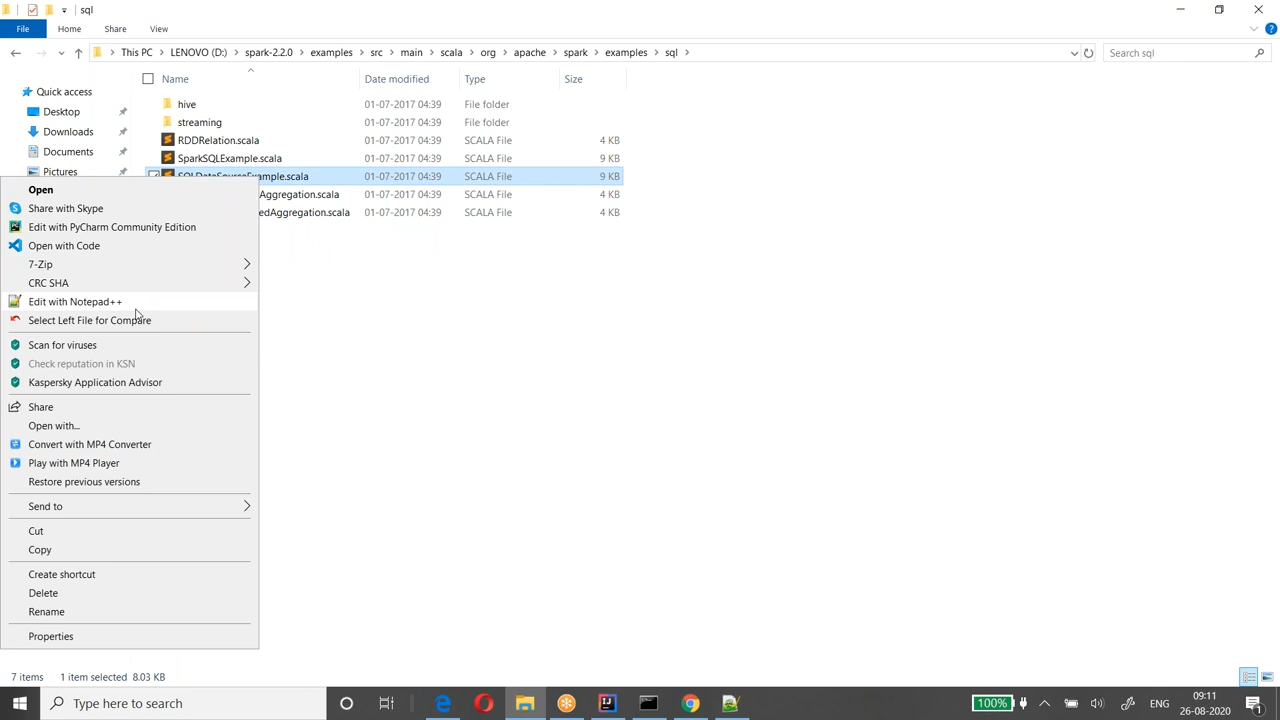 sql
File Home Share View
This PC LENOVO (D:) spark-2.2.0 examples src main scala org apache spark examples sql Search sql
Name Date modified Type Size
Quick access
Desktop
Downloads
Documents
Pictures
hive 01-07-2017 04:39 File folder
streaming 01-07-2017 04:39 File folder
RDDRelation.scala 01-07-2017 04:39 SCALA File 4 KB
SparkSQLExample.scala 01-07-2017 04:39 SCALA File 9 KB
SQLDataSourceExample.scala 01-07-2017 04:39 SCALA File 9 KB
Aggregation.scala 01-07-2017 04:39 SCALA File 4 KB
edAggregation.scala 01-07-2017 04:39 SCALA File 4 KB
Open
Share with Skype
Edit with PyCharm Community Edition
Open with Code
7-Zip
CRC SHA
Edit with Notepad++
Select Left File for Compare
Scan for viruses
Check reputation in KSN
Kaspersky Application Advisor
Share
Open with...
Convert with MP4 Converter
Play with MP4 Player
Restore previous versions
Send to
Cut
Copy
Create shortcut
Delete
Rename
Properties
7 items 1 item selected 8.03 KB
Type here to search
100% ENG 09:11
26-08-2020 1